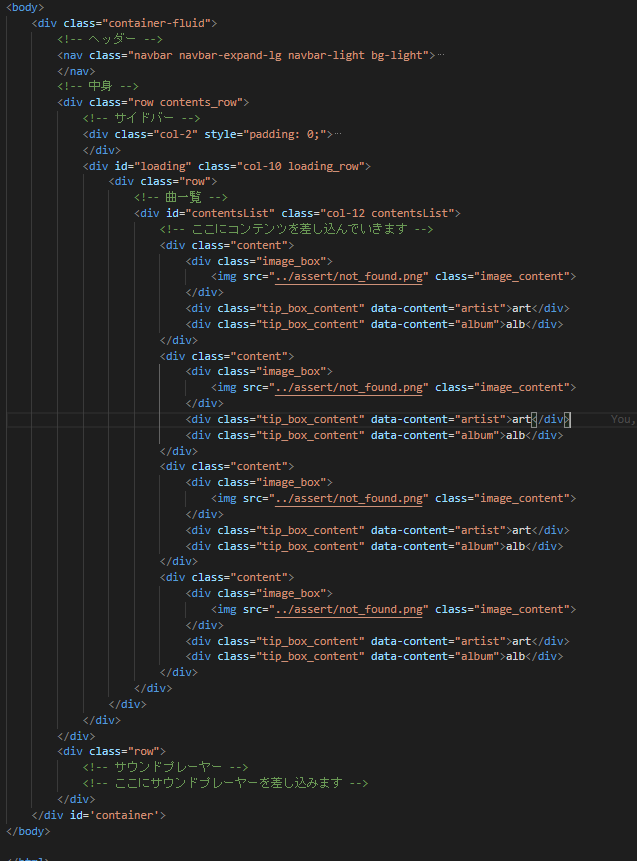 <body>
<div class="container-fluid">
<!-- ヘッダー -->
<nav class="navbar navbar-expand-lg navbar-light bg-light">…
</nav>
<!-- 中身 -->
<div class="row contents_row">
<!-- サイドバー -->
<div class="col-2" style="padding: 0;">…
</div>
<div id="loading" class="col-10 loading_row">
<div class="row">
<!-- 曲一覧 -->
<div id="contentsList" class="col-12 contentsList">
<!-- ここにコンテンツを差し込んでいきます -->
<div class="content">
<div class="image_box">
<img src="../assert/not_found.png" class="image_content">
</div>
<div class="tip_box_content" data-content="artist">art</div>
<div class="tip_box_content" data-content="album">alb</div>
</div>
<div class="content">
<div class="image_box">
<img src="../assert/not_found.png" class="image_content">
</div>
<div class="tip_box_content" data-content="artist">art</div> You,
<div class="tip_box_content" data-content="album">alb</div>
</div>
<div class="content">
<div class="image_box">
<img src="../assert/not_found.png" class="image_content">
</div>
<div class="tip_box_content" data-content="artist">art</div>
<div class="tip_box_content" data-content="album">alb</div>
</div>
<div class="content">
<div class="image_box">
<img src="../assert/not_found.png" class="image_content">
</div>
<div class="tip_box_content" data-content="artist">art</div>
<div class="tip_box_content" data-content="album">alb</div>
</div>
</div>
</div>
</div>
</div>
<div class="row">
<!-- サウンドプレーヤー -->
<!-- ここにサウンドプレーヤーを差し込みます -->
</div>
</div id='container'>
</body>